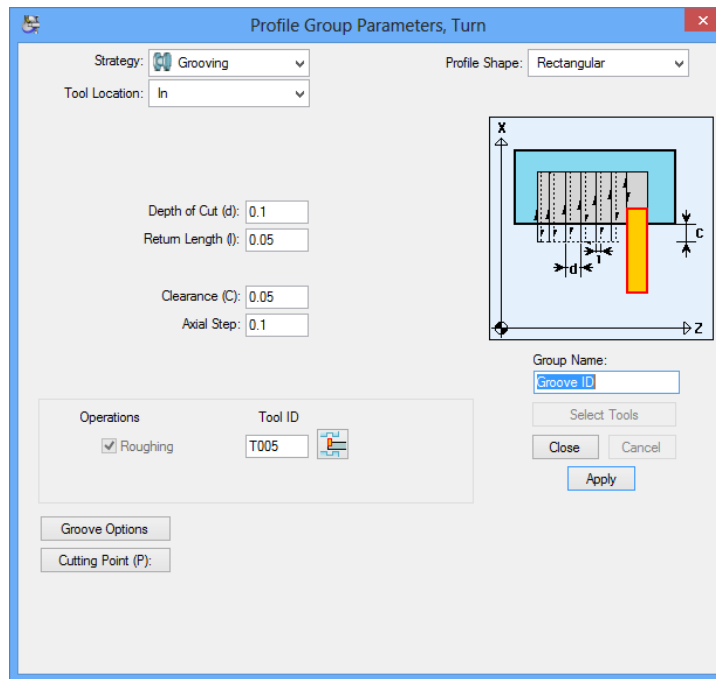 Profile Group Parameters, Turn
Strategy: Grooving
Profile Shape: Rectangular
Tool Location: In
X
Depth of Cut (d): 0.1
Return Length (l): 0.05
C
d
l
Clearance (C): 0.05
Axial Step: 0.1
Z
Group Name:
Groove ID
Operations Tool ID
Select Tools
Roughing T005
Close Cancel
Apply
Groove Options
Cutting Point (P):